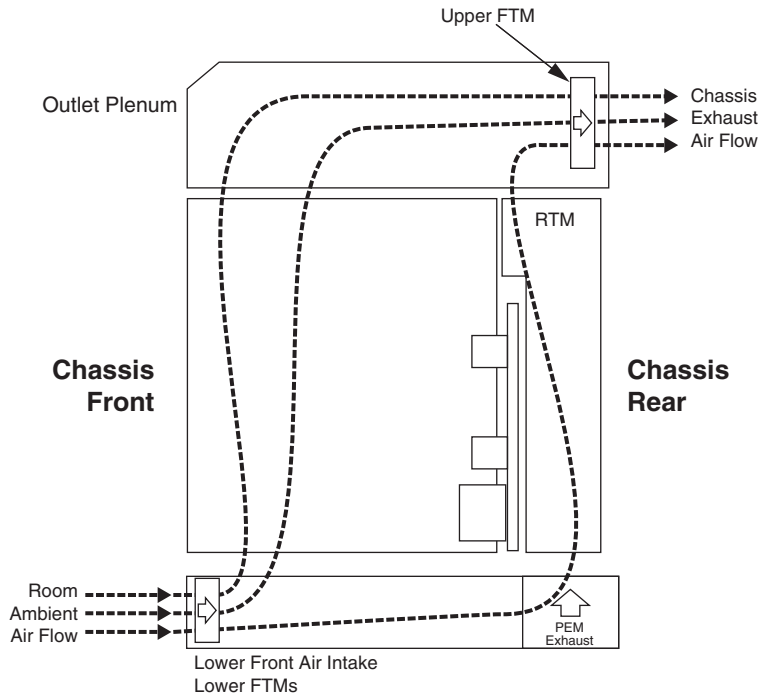 Upper FTM
Outlet Plenum
Chassis
Exhaust
Air Flow
RTM
Chassis
Front
Chassis
Rear
Room
Ambient
Air Flow
PEM
Exhaust
Lower Front Air Intake
Lower FTMs